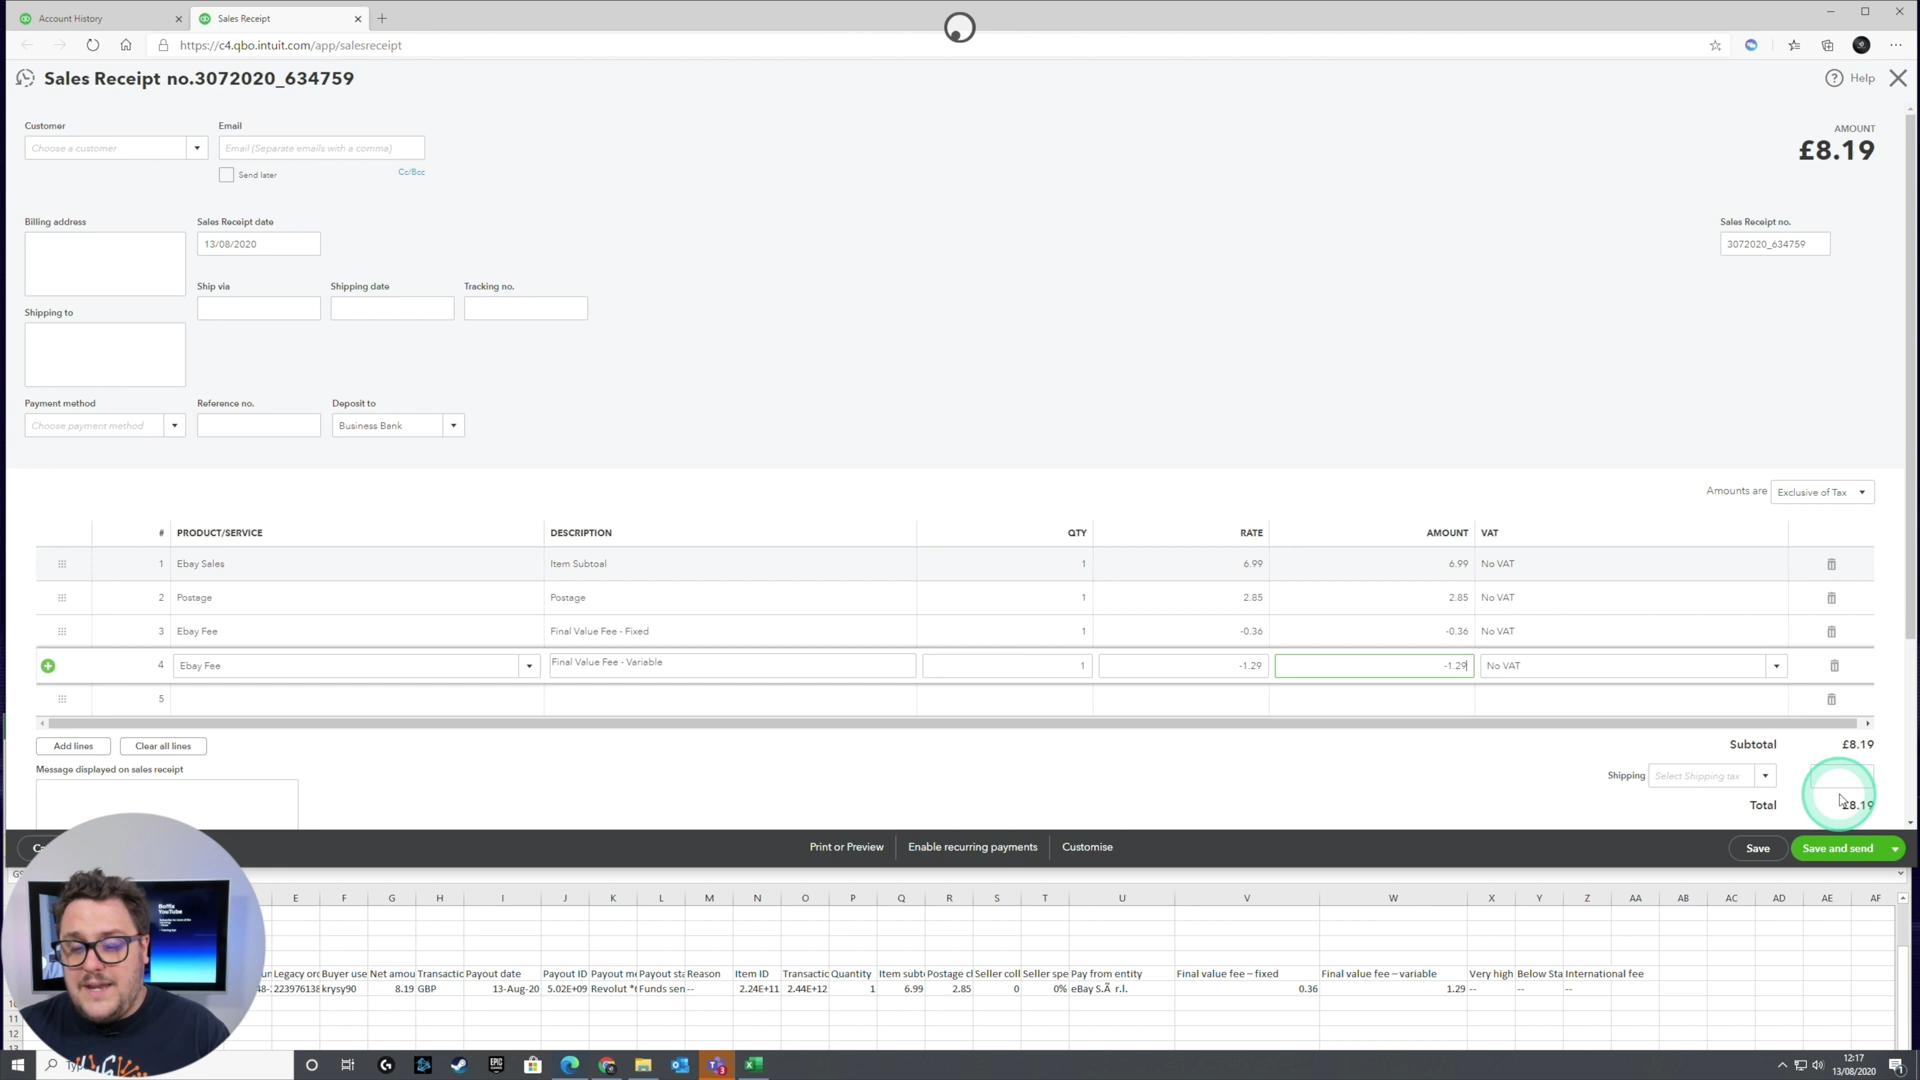 Account History
Sales Receipt
https://c4.qbo.intuit.com/app/salesreceipt
Sales Receipt no.3072020_634759
Help
Customer
Email
AMOUNT
Choose a customer
Email (Separate emails with a comma)
£8.19
Send later
Cc/Bcc
Billing address
Sales Receipt date
Sales Receipt no.
13/08/2020
3072020_634759
Ship via
Shipping date
Tracking no.
Shipping to
Payment method
Reference no.
Deposit to
Choose payment method
Business Bank
Amounts are
Exclusive of Tax
# PRODUCT/SERVICE DESCRIPTION QTY RATE AMOUNT VAT
1 Ebay Sales Item Subtoal 1 6.99 6.99 No VAT
2 Postage Postage 1 2.85 2.85 No VAT
3 Ebay Fee Final Value Fee - Fixed 1 -0.36 -0.36 No VAT
4 Ebay Fee Final Value Fee - Variable 1 -1.29 -1.29 No VAT
5
Add lines
Clear all lines
Subtotal £8.19
Message displayed on sales receipt
Shipping Select Shipping tax
Total £8.19
Print or Preview
Enable recurring payments
Customise
Save
Save and send
E F G H I J K L M N O P Q R S T U V W X Y Z AA AB AC AD AE AF
Legacy or Buyer use Net amou Transactic Payout date Payout ID Payout me Payout sta Reason Item ID Transactic Quantity Item subt Postage cl Seller coll Seller spe Pay from entity Final value fee – fixed Final value fee – variable Very high Below Sta International fee
223976138 krysy90 8.19 GBP 13-Aug-20 5.02E+09 Revolut * Funds sen -- 2.24E+11 2.44E+12 1 6.99 2.85 0 0% eBay S.Ã r.l. 0.36 1.29 -- -- --
11
12
Boffix
YouTube
EPIC
GAMES
12:17
13/08/2020